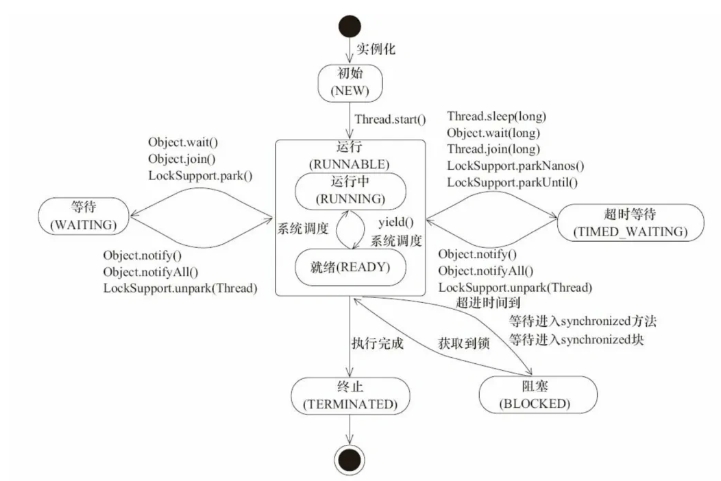 实例化
初始
(NEW)
Thread.start()
Object.wait()
Object.join()
LockSupport.park()
运行
(RUNNABLE)
运行中
(RUNNING)
系统调度
yield()
系统调度
就绪(READY)
Thread.sleep(long)
Object.wait(long)
Thread.join(long)
LockSupport.parkNanos()
LockSupport.parkUntil()
等待
(WAITING)
超时等待
(TIMED_WAITING)
Object.notify()
Object.notifyAll()
LockSupport.unpark(Thread)
Object.notify()
Object.notifyAll()
LockSupport.unpark(Thread)
超进时间到
等待进入synchronized方法
等待进入synchronized块
执行完成
获取到锁
终止
(TERMINATED)
阻塞
(BLOCKED)